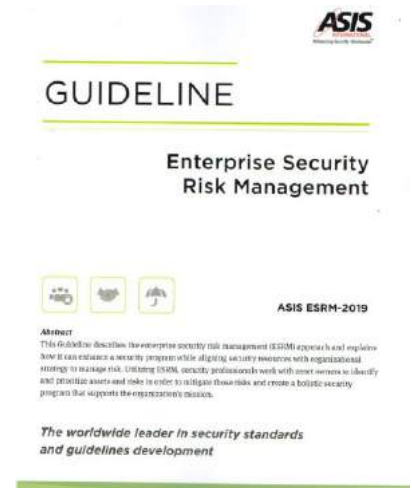 ASIS
INTERNATIONAL
Advancing Security Worldwide
GUIDELINE
Enterprise Security
Risk Management
ASIS ESRM-2019
Abstract
This Guideline describes the enterprise security risk management (ESRM) approach and explains
how it can enhance a security program while aligning security resources with organizational
strategy to manage risk. Utilizing ESRM, security professionals work with asset owners to identify
and prioritize assets and risks in order to mitigate those risks and create a holistic security
program that supports the organization's mission.
The worldwide leader in security standards
and guidelines development